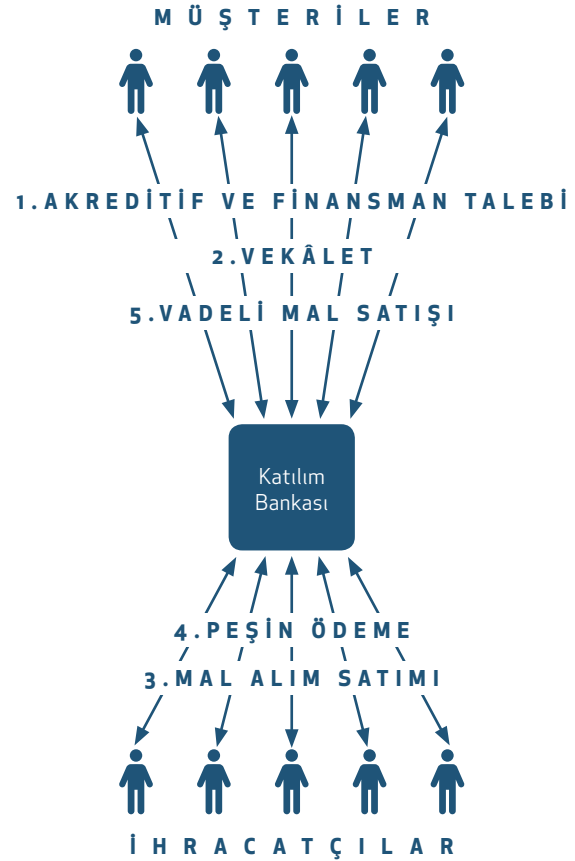 MÜŞTERİLER
1.AKREDİTİF VE FİNANSMAN TALEBİ
2.VEKÂLET
5.VADELİ MAL SATIŞI
Katılım
Bankası
4.PEŞİN ÖDEME
3.MAL ALIM SATIMI
İHRACATÇILAR